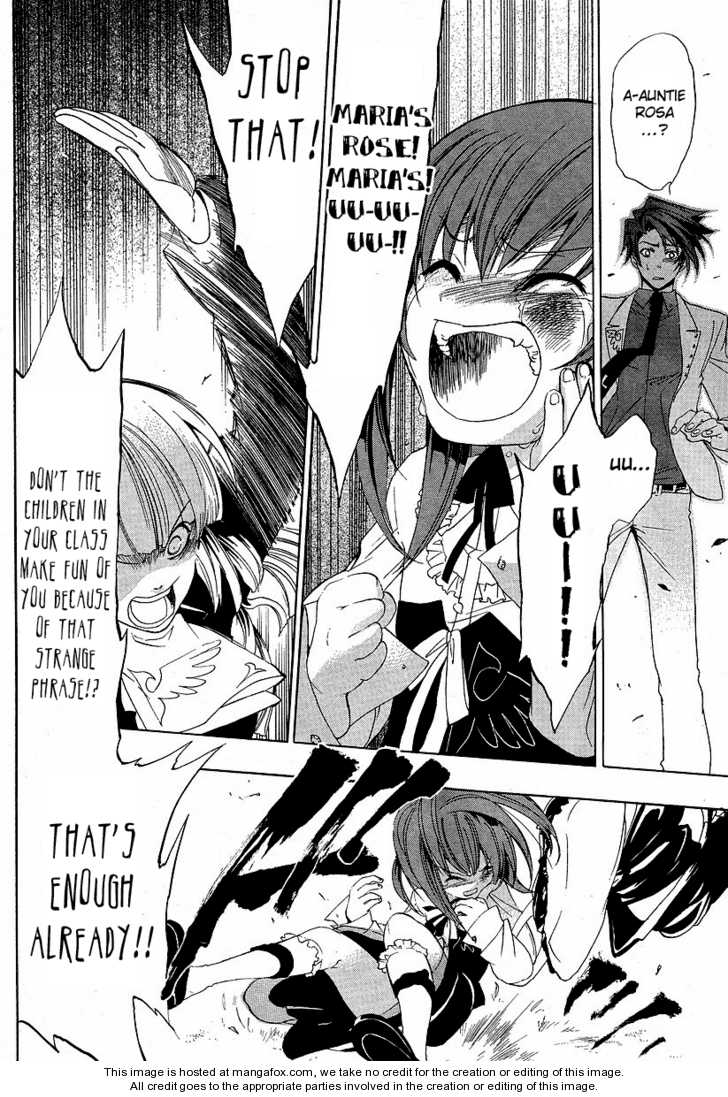 A-AUNTIE
ROSA
...?
UU...
MARIA'S
ROSE!
MARIA'S!
UU-UU-
UU-!!
UU-!!!
STOP
THAT!
DON'T THE
CHILDREN IN
YOUR CLASS
MAKE FUN OF
YOU BECAUSE
OF THAT
STRANGE
PHRASE!?
THAT'S
ENOUGH
ALREADY!!
This image is hosted at mangafox.com, we take no credit for the creation or editing of this image.
All credit goes to the appropriate parties involved in the creation or editing of this image.